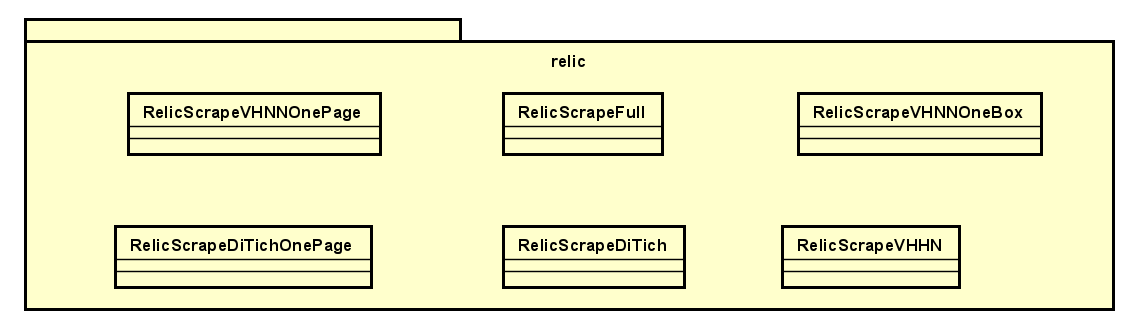 relic
RelicScrapeVHNNOnePage
RelicScrapeFull
RelicScrapeVHNNOneBox
RelicScrapeDiTichOnePage
RelicScrapeDiTich
RelicScrapeVHHN